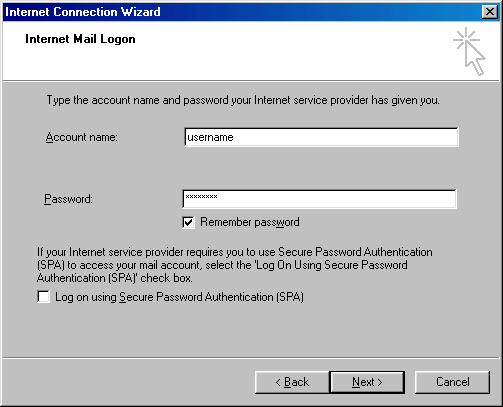 Internet Connection Wizard
Internet Mail Logon
Type the account name and password your Internet service provider has given you.
Account name: username
Password: ********
Remember password
If your Internet service provider requires you to use Secure Password Authentication
(SPA) to access your mail account, select the 'Log On Using Secure Password
Authentication (SPA)' check box.
Log on using Secure Password Authentication (SPA)
< Back Next > Cancel